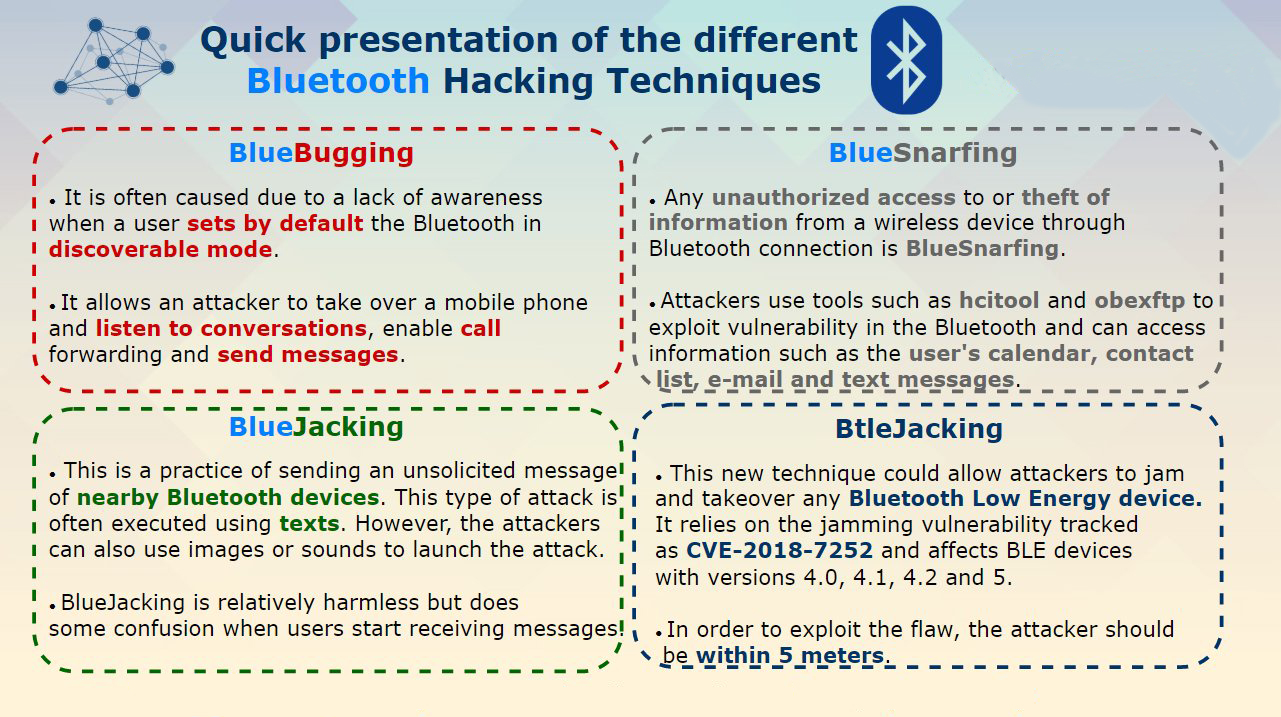 Quick presentation of the different
Bluetooth Hacking Techniques
BlueBugging
• It is often caused due to a lack of awareness
when a user sets by default the Bluetooth in
discoverable mode.
• It allows an attacker to take over a mobile phone
and listen to conversations, enable call
forwarding and send messages.
BlueSnarfing
• Any unauthorized access to or theft of
information from a wireless device through
Bluetooth connection is BlueSnarfing.
• Attackers use tools such as hcitool and obexftp to
exploit vulnerability in the Bluetooth and can access
information such as the user's calendar, contact
list, e-mail and text messages.
BlueJacking
• This is a practice of sending an unsolicited message
of nearby Bluetooth devices. This type of attack is
often executed using texts. However, the attackers
can also use images or sounds to launch the attack.
• BlueJacking is relatively harmless but does
some confusion when users start receiving messages.
BtleJacking
• This new technique could allow attackers to jam
and takeover any Bluetooth Low Energy device.
It relies on the jamming vulnerability tracked
as CVE-2018-7252 and affects BLE devices
with versions 4.0, 4.1, 4.2 and 5.
• In order to exploit the flaw, the attacker should
be within 5 meters.